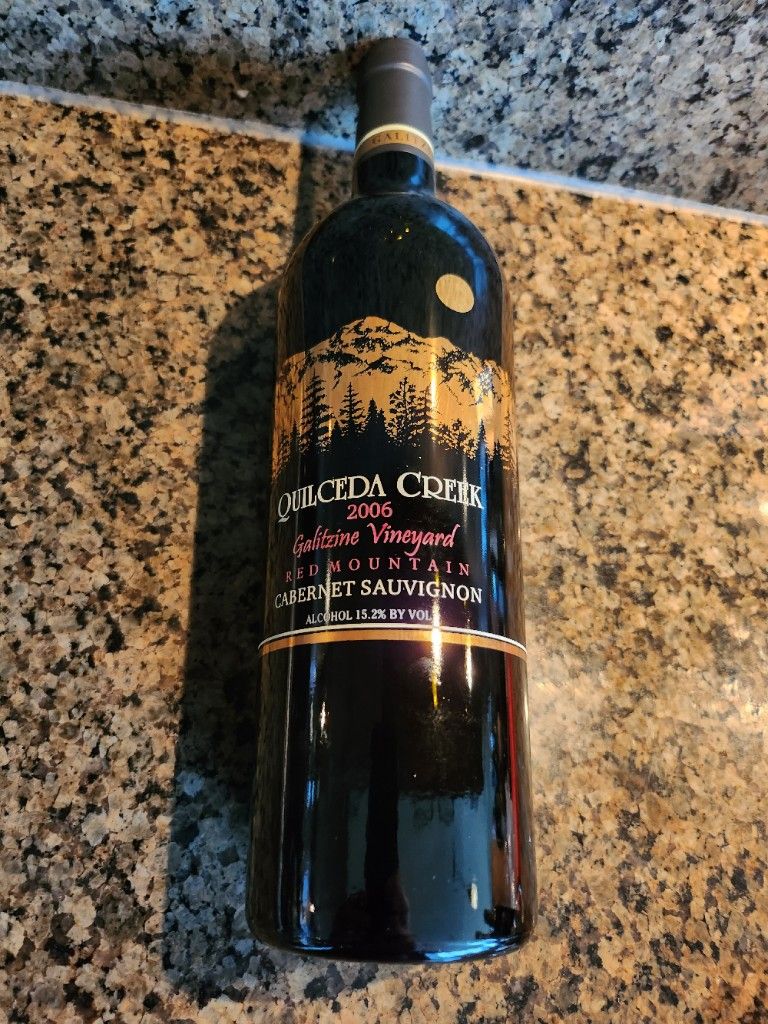 QUILCEDA CREEK
2006
Galitzine Vineyard
RED MOUNTAIN
CABERNET SAUVIGNON
ALCOHOL 15.2% BY VOL